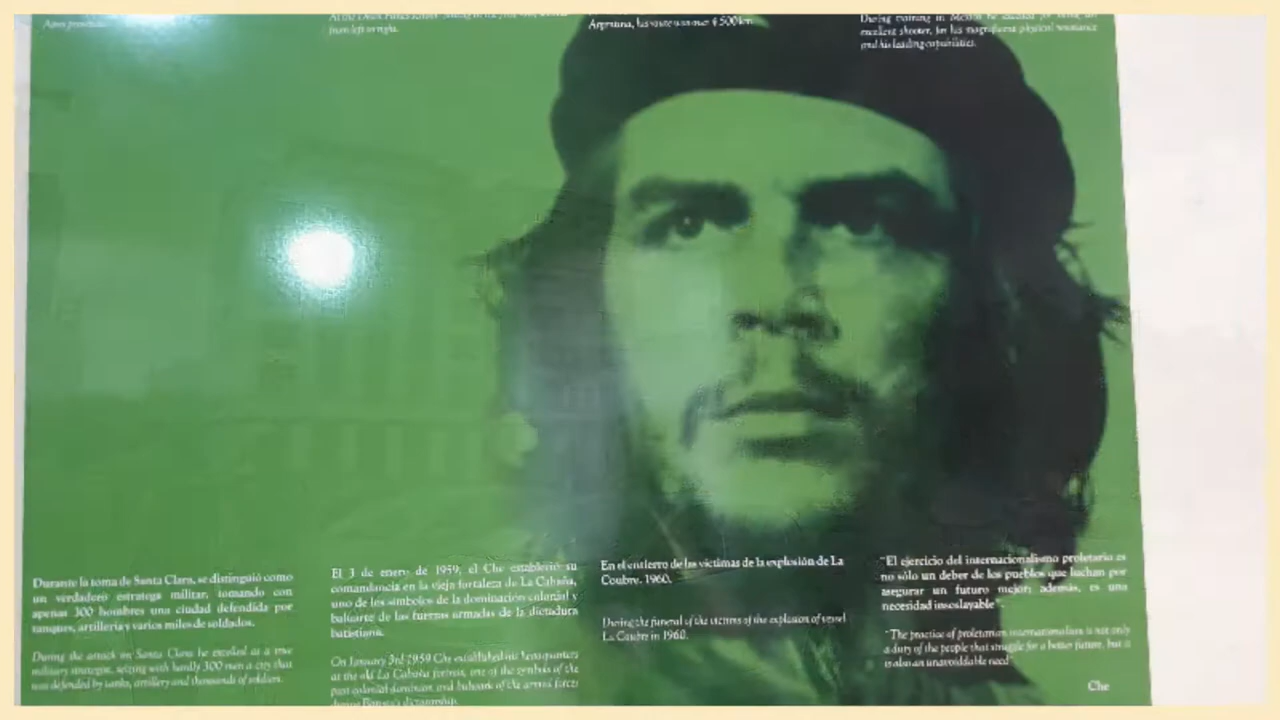 from left to right.
Argentina, his route was over 4 500 km.
During training in Mexico he excelled for being an
excellent shooter, for his magnificent physical resistance
and his leading capabilities.
Durante la toma de Santa Clara, se distinguió como
un verdadero estratega militar, tomando con
apenas 300 hombres una ciudad defendida por
tanques, artillería y varios miles de soldados.
During the attack on Santa Clara he excelled as a true
military strategist, seizing with hardly 300 men a city that
was defended by tanks, artillery and thousands of soldiers.
El 3 de enero de 1959, el Che estableció su
comandancia en la vieja fortaleza de La Cabaña,
uno de los símbolos de la dominación colonial y
baluarte de las fuerzas armadas de la dictadura
batistiana.
On January 3rd 1959 Che established his headquarters
at the old La Cabaña fortress, one of the symbols of the
past colonial dominion and bulwark of the armed forces
during Batista's dictatorship.
En el entierro de las víctimas de la explosión de La
Coubre. 1960.
During the funeral of the victims of the explosion of vessel
La Coubre in 1960.
"El ejercicio del internacionalismo proletario es
no sólo un deber de los pueblos que luchan por
asegurar un futuro mejor; además, es una
necesidad insoslayable".
"The practice of proletarian internationalism is not only
a duty of the people that struggle for a better future, but it
is also an unavoidable need"
Che